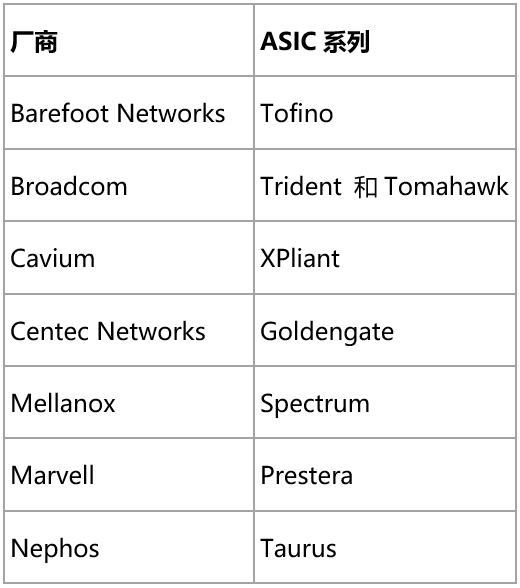 厂商 ASIC 系列
Barefoot Networks Tofino
Broadcom Trident 和 Tomahawk
Cavium XPliant
Centec Networks Goldengate
Mellanox Spectrum
Marvell Prestera
Nephos Taurus